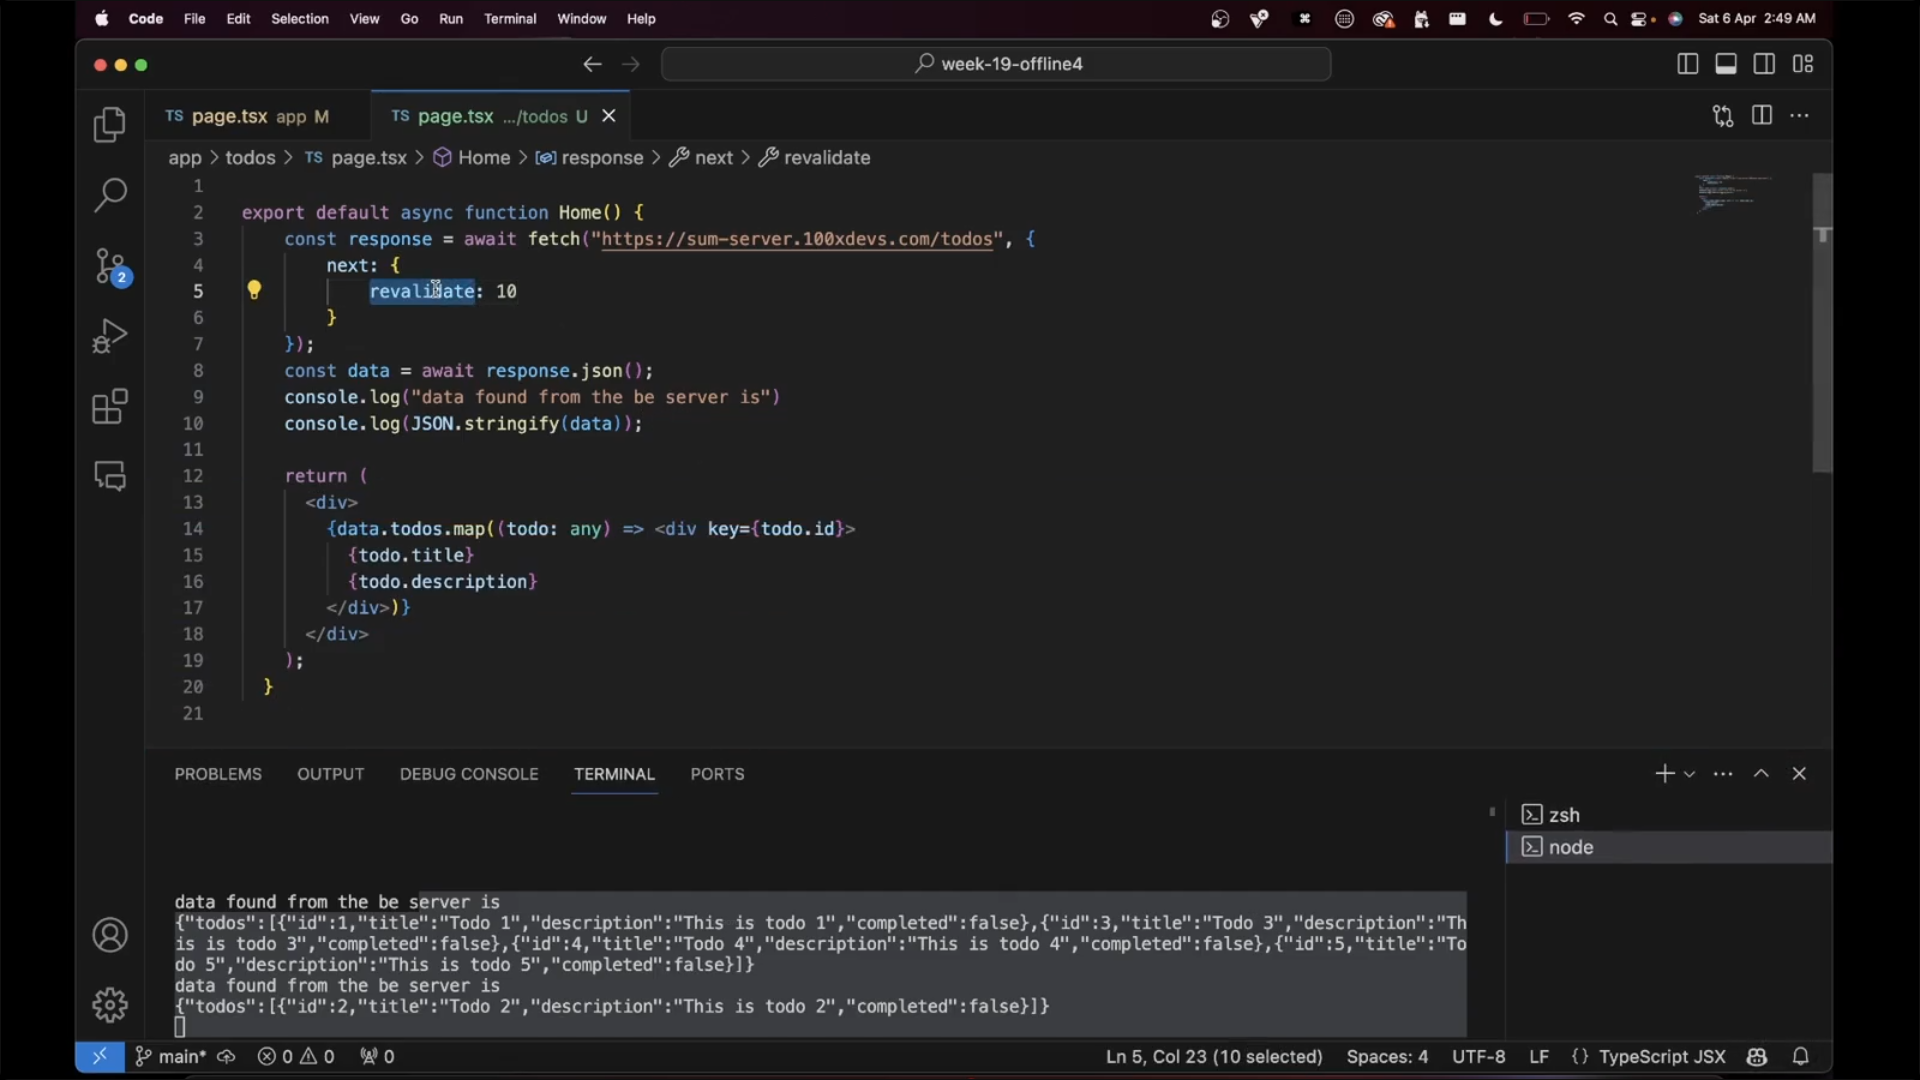 Code File Edit Selection View Go Run Terminal Window Help Sat 6 Apr 2:49 AM
week-19-offline4
TS page.tsx app M TS page.tsx .../todos U
app > todos > TS page.tsx > Home > response > next > revalidate
1
2 export default async function Home() {
3 const response = await fetch("https://sum-server.100xdevs.com/todos", {
4 next: {
5 revalidate: 10
6 }
7 });
8 const data = await response.json();
9 console.log("data found from the be server is")
10 console.log(JSON.stringify(data));
11
12 return (
13 <div>
14 {data.todos.map((todo: any) => <div key={todo.id}>
15 {todo.title}
16 {todo.description}
17 </div>)}
18 </div>
19 );
20 }
21
2
PROBLEMS OUTPUT DEBUG CONSOLE TERMINAL PORTS
zsh
node
data found from the be server is
{"todos":[{"id":1,"title":"Todo 1","description":"This is todo 1","completed":false},{"id":3,"title":"Todo 3","description":"Th
is is todo 3","completed":false},{"id":4,"title":"Todo 4","description":"This is todo 4","completed":false},{"id":5,"title":"To
do 5","description":"This is todo 5","completed":false}]}
data found from the be server is
{"todos":[{"id":2,"title":"Todo 2","description":"This is todo 2","completed":false}]}
main* 0 0 0 Ln 5, Col 23 (10 selected) Spaces: 4 UTF-8 LF {} TypeScript JSX